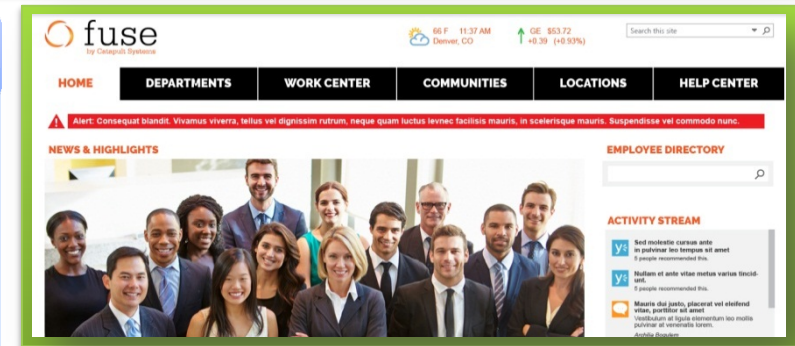 fuse
by Catapult Systems
66 F 11:37 AM
Denver, CO
GE $53.72
+0.39 (+0.93%)
Search this site
HOME DEPARTMENTS WORK CENTER COMMUNITIES LOCATIONS HELP CENTER
Alert: Consequat blandit. Vivamus viverra, tellus vel dignissim rutrum, neque quam luctus levnec facilisis mauris, in scelerisque mauris. Suspendisse vel commodo nunc.
NEWS & HIGHLIGHTS
EMPLOYEE DIRECTORY
ACTIVITY STREAM
Sed molestie cursus ante
in pulvinar leo tempus sit amet
5 people recommended this.
Nullam et ante vitae metus varius tincid-
unt.
5 people recommended this.
Mauris dui justo, placerat vel eleifend
vitae, porttitor sit amet
Vestibulum at ligula elementum leo mollis
pulvinar at venenatis lorem.